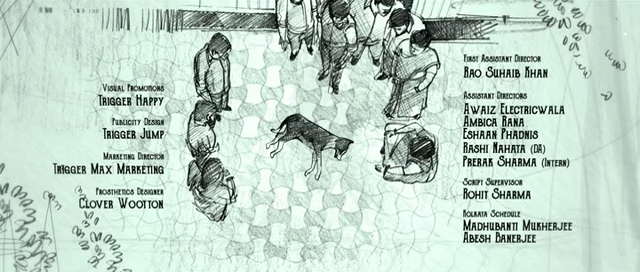 Visual Promotions
Trigger Happy
Publicity Design
Trigger Jump
Marketing Director
Trigger Max Marketing
Prosthetics Designer
Clover Wootton
First Assistant Director
Rao Suhaib Khan
Assistant Directors
Awaiz Electricwala
Ambica Rana
Eshaan Phadnis
Rashi Nahata (DA)
Prerak Sharma (Intern)
Script Supervisor
Rohit Sharma
Kolkata Schedule
Madhubanti Mukherjee
Abesh Banerjee